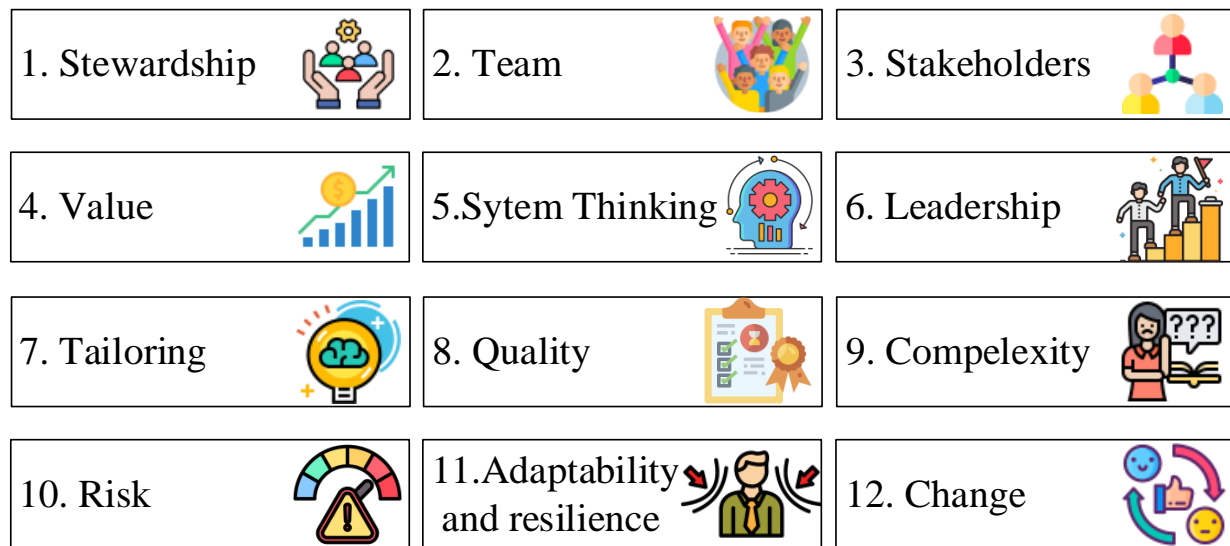 1. Stewardship
2. Team
3. Stakeholders
4. Value
$
5.Sytem Thinking
6. Leadership
7. Tailoring
8. Quality
9. Compelexity
???
10. Risk
!
11.Adaptability
and resilience
12. Change